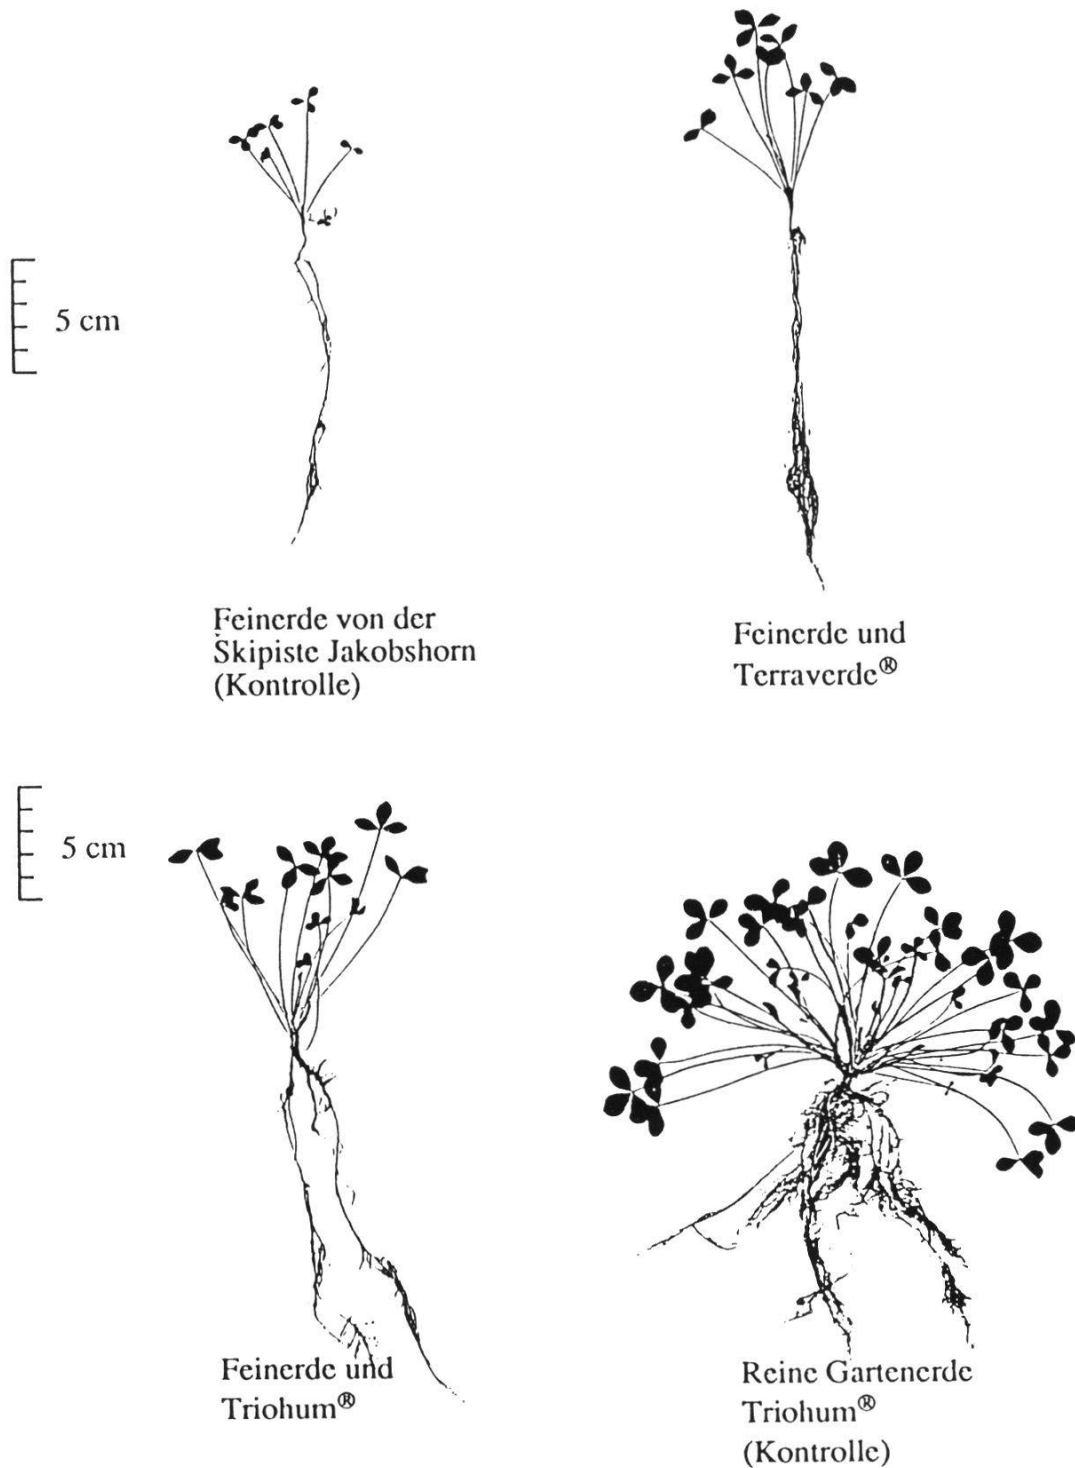 5 cm
Feinerde von der
Skipiste Jakobshorn
(Kontrolle)
Feinerde und
Terraverde®
5 cm
Feinerde und
Triohum®
Reine Gartenerde
Triohum®
(Kontrolle)